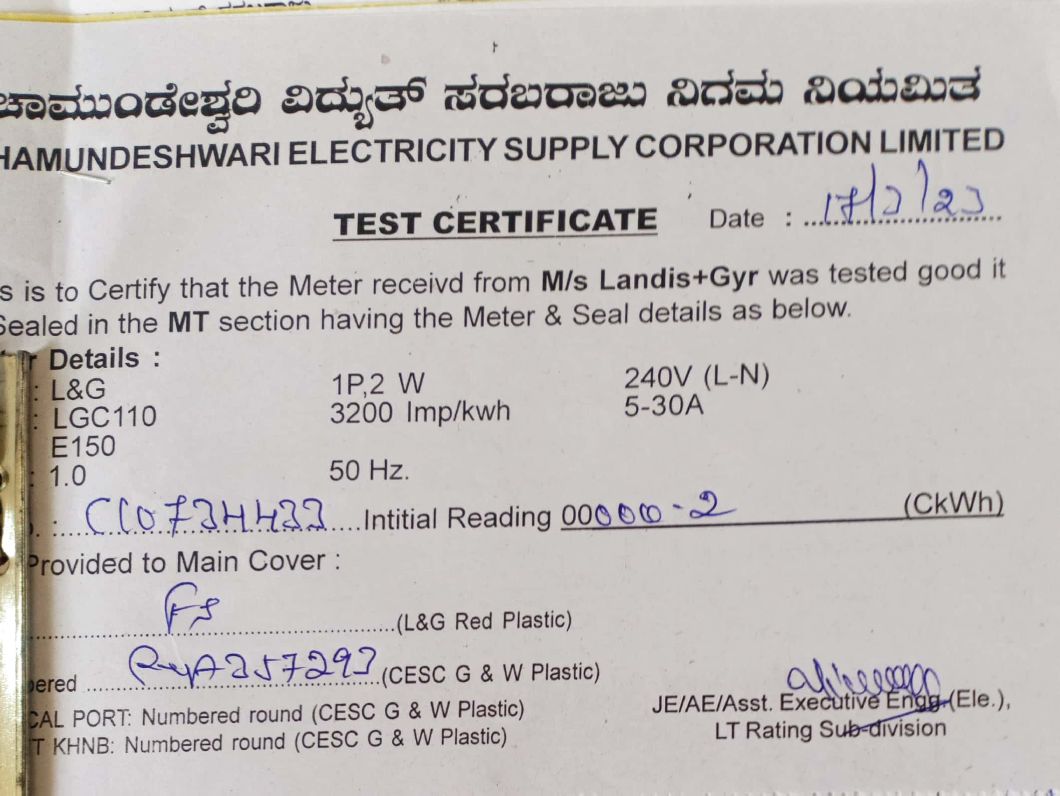 ಚಾಮುಂಡೇಶ್ವರಿ ವಿದ್ಯುತ್ ಸರಬರಾಜು ನಿಗಮ ನಿಯಮಿತ
HAMUNDESHWARI ELECTRICITY SUPPLY CORPORATION LIMITED
TEST CERTIFICATE Date :
s is to Certify that the Meter receivd from M/s Landis+Gyr was tested good it
Sealed in the MT section having the Meter & Seal details as below.
r Details :
: L&G 1P,2 W 240V (L-N)
: LGC110 3200 Imp/kwh 5-30A
E150
: 1.0 50 Hz.
. : Intitial Reading 00000-2 (CkWh)
Provided to Main Cover :
(L&G Red Plastic)
bered (CESC G & W Plastic)
CAL PORT: Numbered round (CESC G & W Plastic)
T KHNB: Numbered round (CESC G & W Plastic)
JE/AE/Asst. Executive Engg.(Ele.),
LT Rating Sub-division